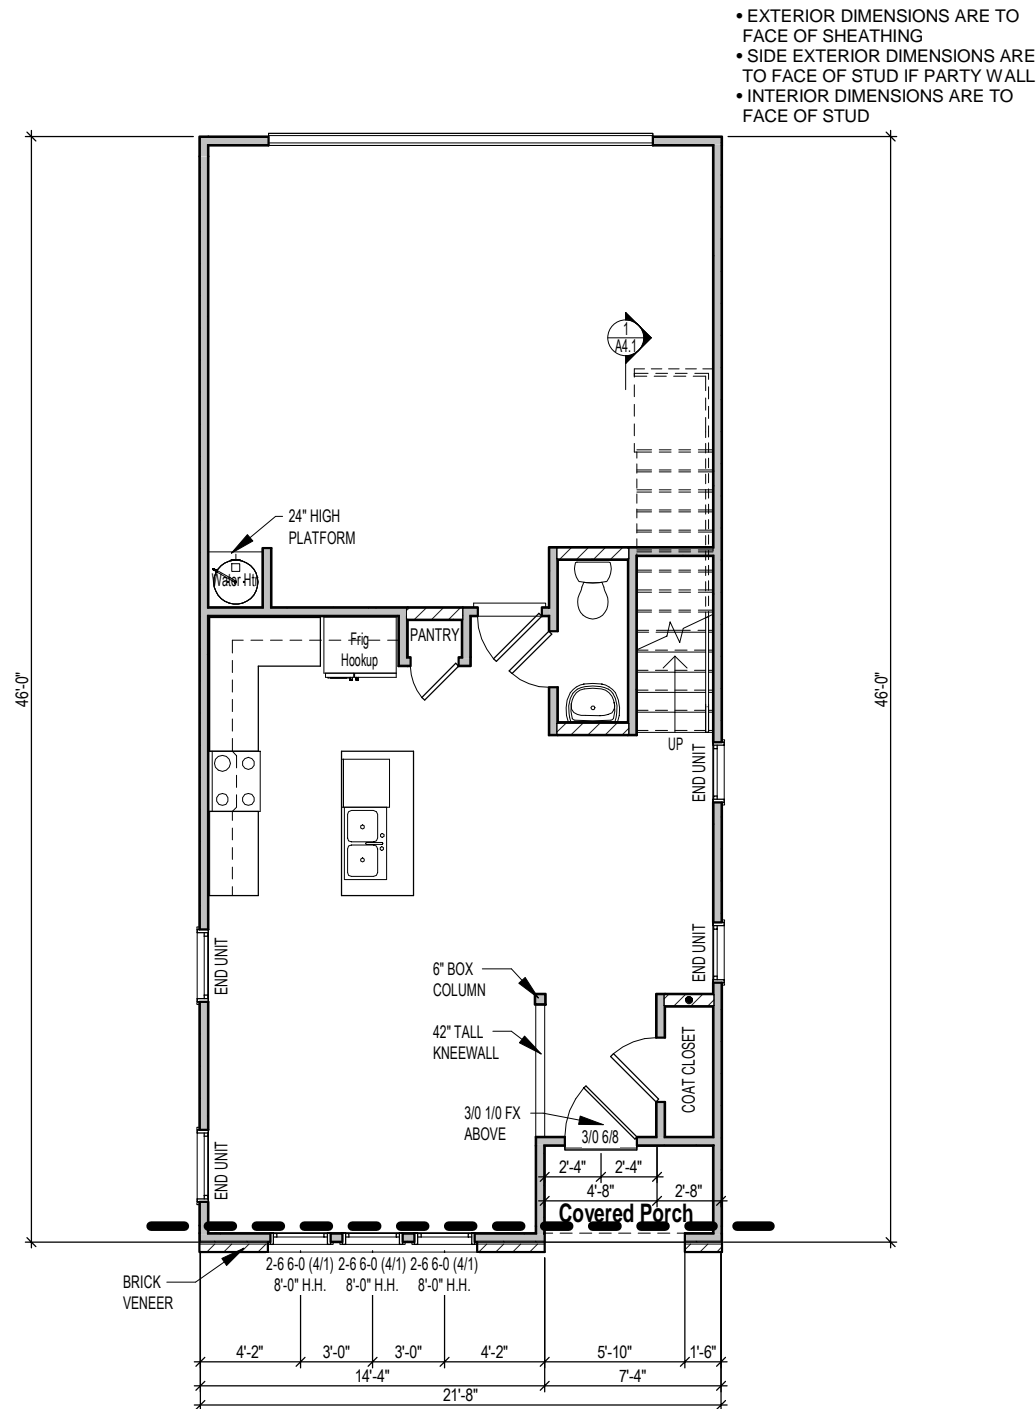 • EXTERIOR DIMENSIONS ARE TO
FACE OF SHEATHING
• SIDE EXTERIOR DIMENSIONS ARE
TO FACE OF STUD IF PARTY WALL
• INTERIOR DIMENSIONS ARE TO
FACE OF STUD
1
A4.1
24" HIGH
PLATFORM
Water Htr
Frig
Hookup
PANTRY
46'-0"
46'-0"
UP
END UNIT
END UNIT
END UNIT
END UNIT
6" BOX
COLUMN
42" TALL
KNEEWALL
COAT CLOSET
3/0 1/0 FX
ABOVE
3/0 6/8
2'-4" 2'-4"
4'-8" 2'-8"
Covered Porch
BRICK
VENEER
2-6 6-0 (4/1) 2-6 6-0 (4/1) 2-6 6-0 (4/1)
8'-0" H.H. 8'-0" H.H. 8'-0" H.H.
4'-2" 3'-0" 3'-0" 4'-2" 5'-10" 1'-6"
14'-4" 7'-4"
21'-8"